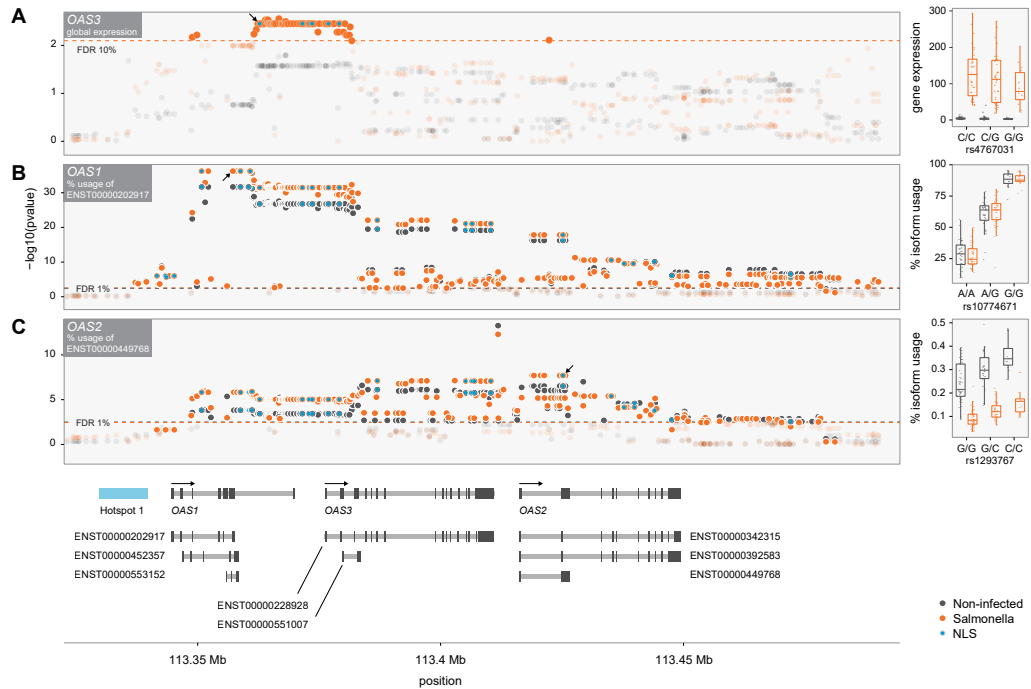 A
OAS3
global expression
FDR 10%
2
1
0
gene expression
300
200
100
0
C/C C/G G/G
rs4767031
B
OAS1
% usage of
ENST00000202917
FDR 1%
30
20
10
0
−log10(pvalue)
% isoform usage
100
75
50
25
A/A A/G G/G
rs10774671
C
OAS2
% usage of
ENST00000449768
FDR 1%
10
5
0
% isoform usage
0.5
0.4
0.3
0.2
0.1
G/G G/C C/C
rs1293767
Hotspot 1 OAS1 OAS3 OAS2
ENST00000202917 ENST00000342315
ENST00000452357 ENST00000392583
ENST00000553152 ENST00000449768
ENST00000228928
ENST00000551007
Non-infected
Salmonella
NLS
113.35 Mb 113.4 Mb 113.45 Mb
position